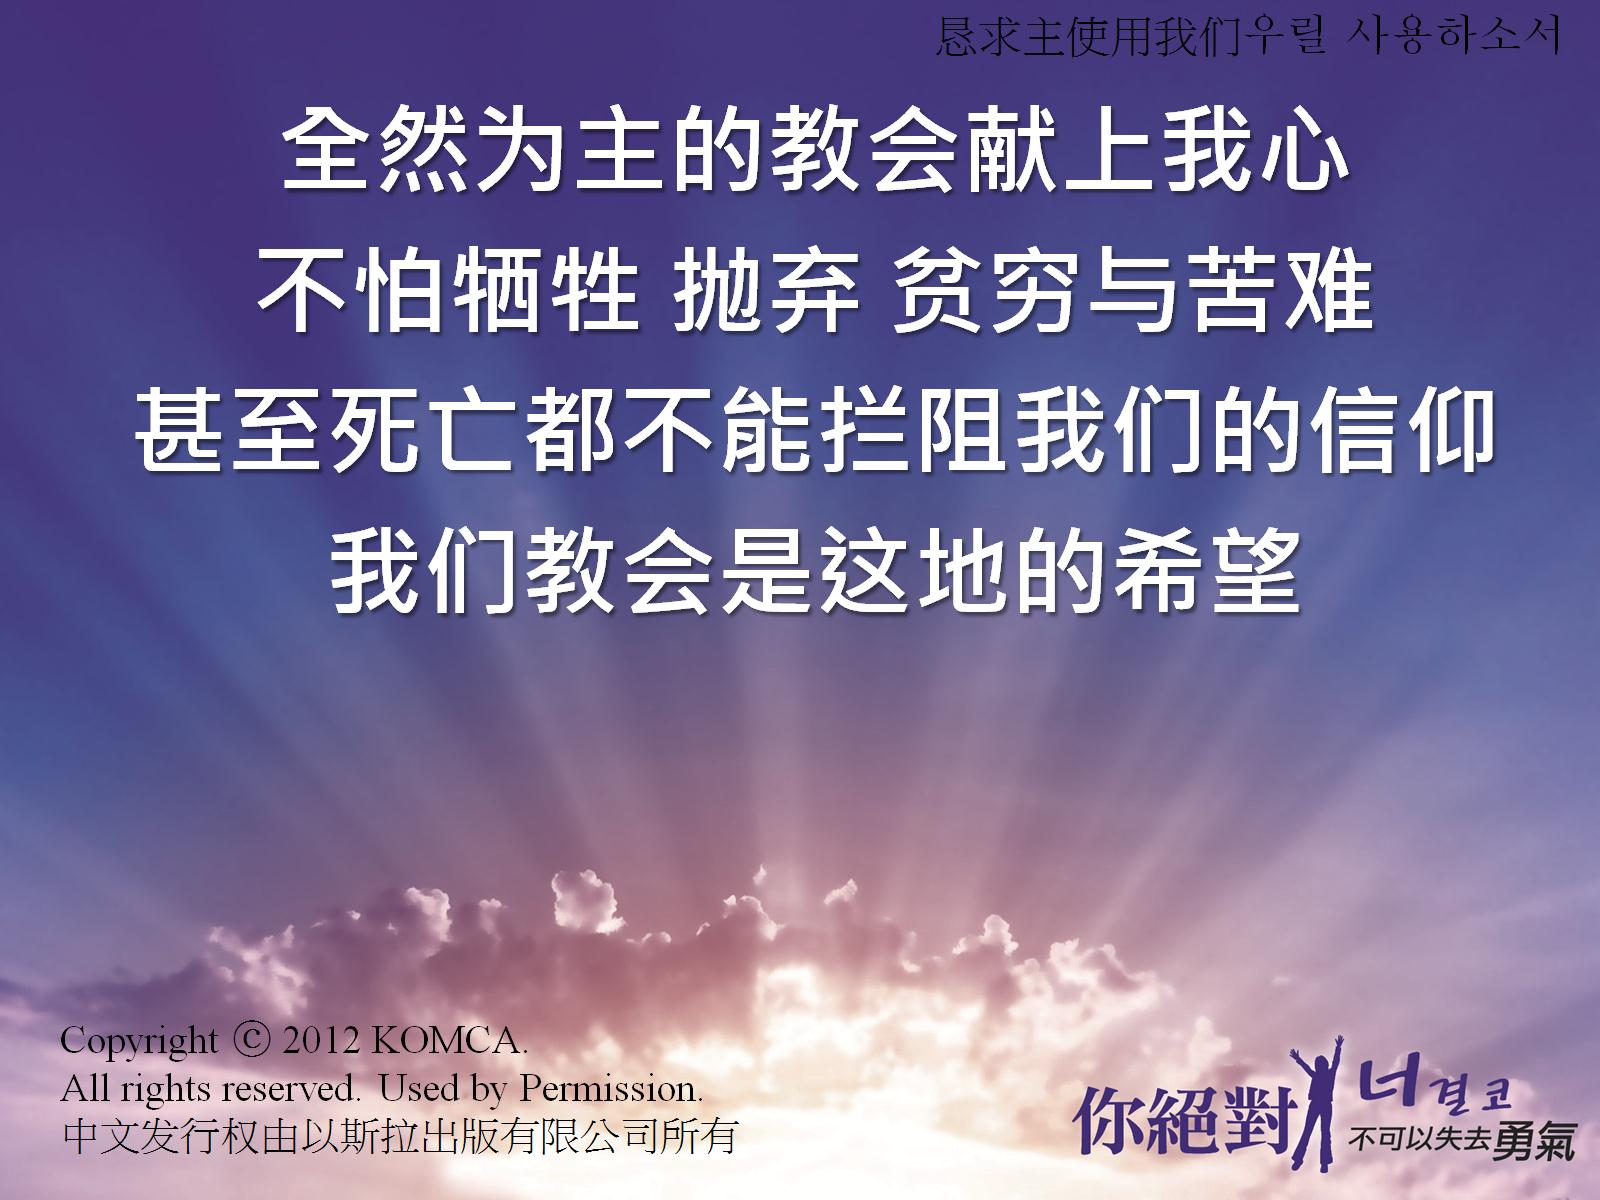 恳求主使用我们우릴 사용하소서
全然为主的教会献上我心
不怕牺牲 抛弃 贫穷与苦难
甚至死亡都不能拦阻我们的信仰
我们教会是这地的希望
Copyright ⓒ 2012 KOMCA.
All rights reserved. Used by Permission.
中文发行权由以斯拉出版有限公司所有
你絕對 너 결코
不可以失去勇氣